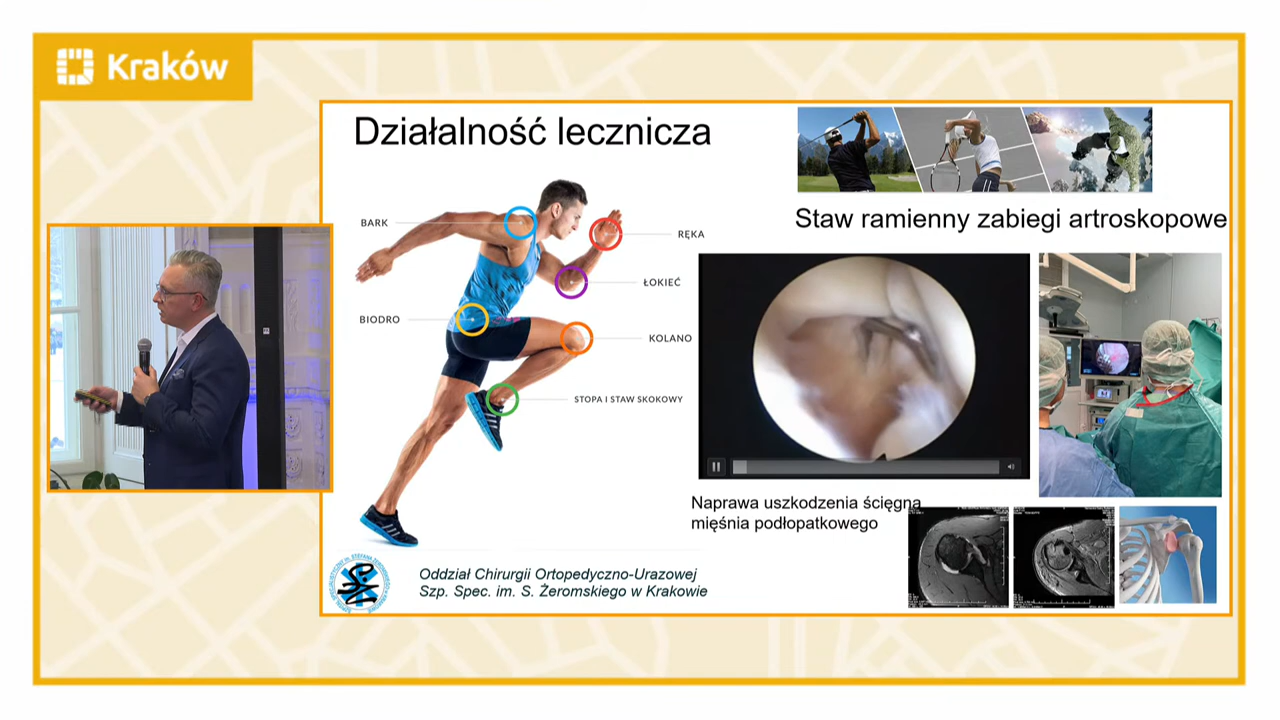 Kraków
Działalność lecznicza
BARK
RĘKA
ŁOKIEĆ
BIODRO
KOLANO
STOPA I STAW SKOKOWY
Staw ramienny zabiegi artroskopowe
Naprawa uszkodzenia ścięgna
mięśnia podłopatkowego
Oddział Chirurgii Ortopedyczno-Urazowej
Szp. Spec. im. S. Żeromskiego w Krakowie